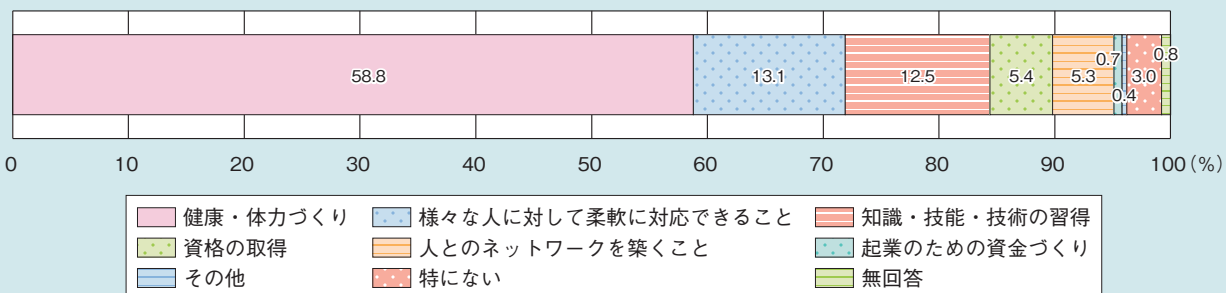 58.8 13.1 12.5 5.4 5.3 0.7 0.4 3.0 0.8
0 10 20 30 40 50 60 70 80 90 100(%)
健康・体力づくり 様々な人に対して柔軟に対応できること 知識・技能・技術の習得
資格の取得 人とのネットワークを築くこと 起業のための資金づくり
その他 特にない 無回答